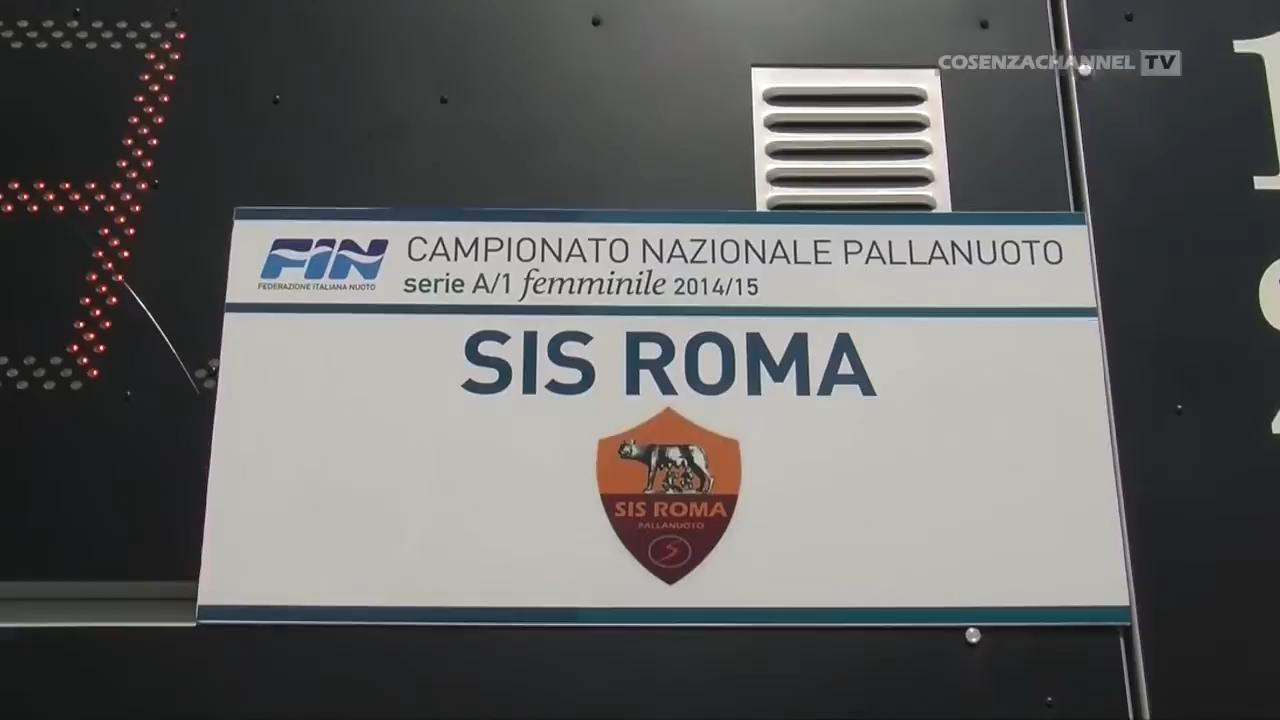 COSENZACHANNEL TV
FIN
FEDERAZIONE ITALIANA NUOTO
CAMPIONATO NAZIONALE PALLANUOTO
serie A/1 femminile 2014/15
SIS ROMA
SIS ROMA
PALLANUOTO